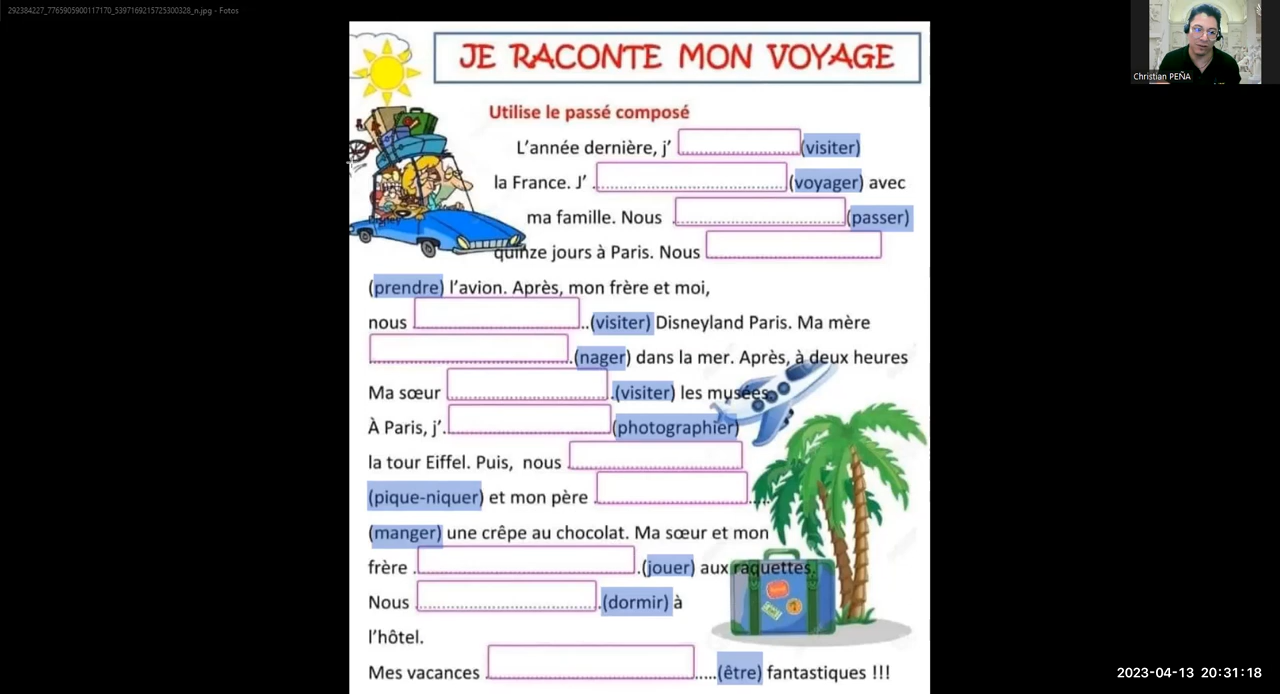 292384227_7765905900117170_5397169215725300328_n.jpg - Fotos
Christian PEÑA
JE RACONTE MON VOYAGE
Utilise le passé composé
L'année dernière, j' (visiter)
la France. J' (voyager) avec
ma famille. Nous (passer)
quinze jours à Paris. Nous
(prendre) l'avion. Après, mon frère et moi,
nous (visiter) Disneyland Paris. Ma mère
(nager) dans la mer. Après, à deux heures
Ma sœur (visiter) les musées.
À Paris, j' (photographier)
la tour Eiffel. Puis, nous
(pique-niquer) et mon père
(manger) une crêpe au chocolat. Ma sœur et mon
frère (jouer) aux raquettes.
Nous (dormir) à
l'hôtel.
Mes vacances (être) fantastiques !!!
2023-04-13 20:31:18